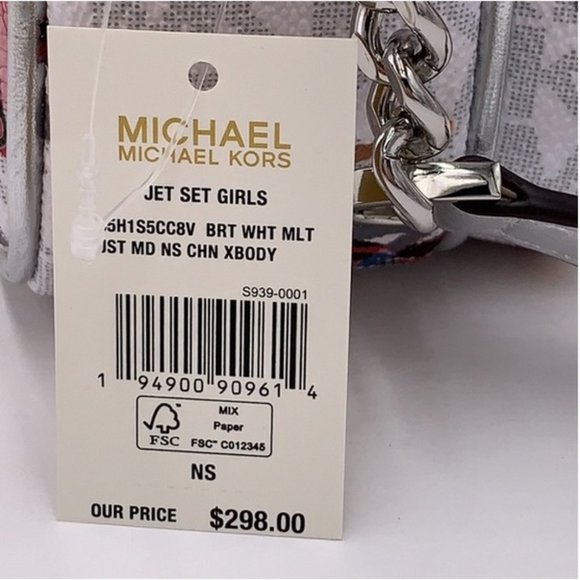 MICHAEL
MICHAEL KORS
JET SET GIRLS
5H1S5CC8V BRT WHT MLT
UST MD NS CHN XBODY
S939-0001
1 94900 90961 4
FSC
MIX
Paper
FSC™ C012345
NS
OUR PRICE $298.00